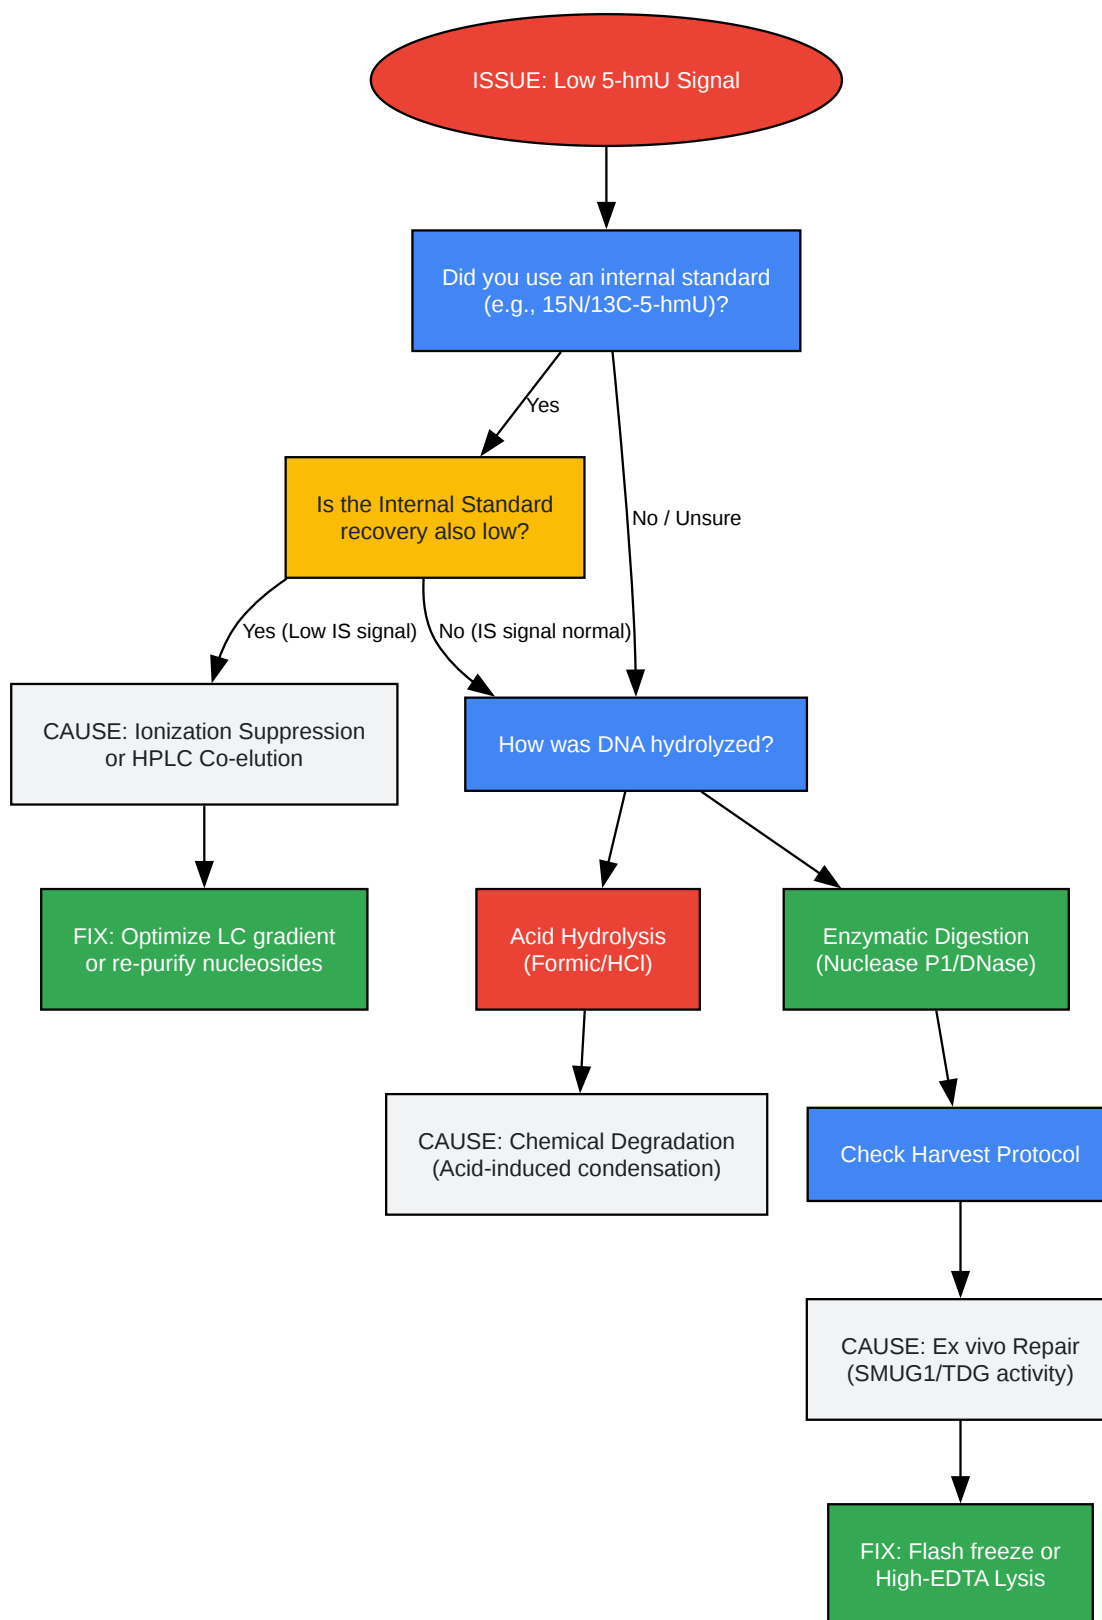 ISSUE: Low 5-hmU Signal
Did you use an internal standard
(e.g., 15N/13C-5-hmU)?
Yes
Is the Internal Standard
recovery also low?
No / Unsure
Yes (Low IS signal)
No (IS signal normal)
CAUSE: Ionization Suppression
or HPLC Co-elution
How was DNA hydrolyzed?
FIX: Optimize LC gradient
or re-purify nucleosides
Acid Hydrolysis
(Formic/HCl)
Enzymatic Digestion
(Nuclease P1/DNase)
CAUSE: Chemical Degradation
(Acid-induced condensation)
Check Harvest Protocol
CAUSE: Ex vivo Repair
(SMUG1/TDG activity)
FIX: Flash freeze or
High-EDTA Lysis